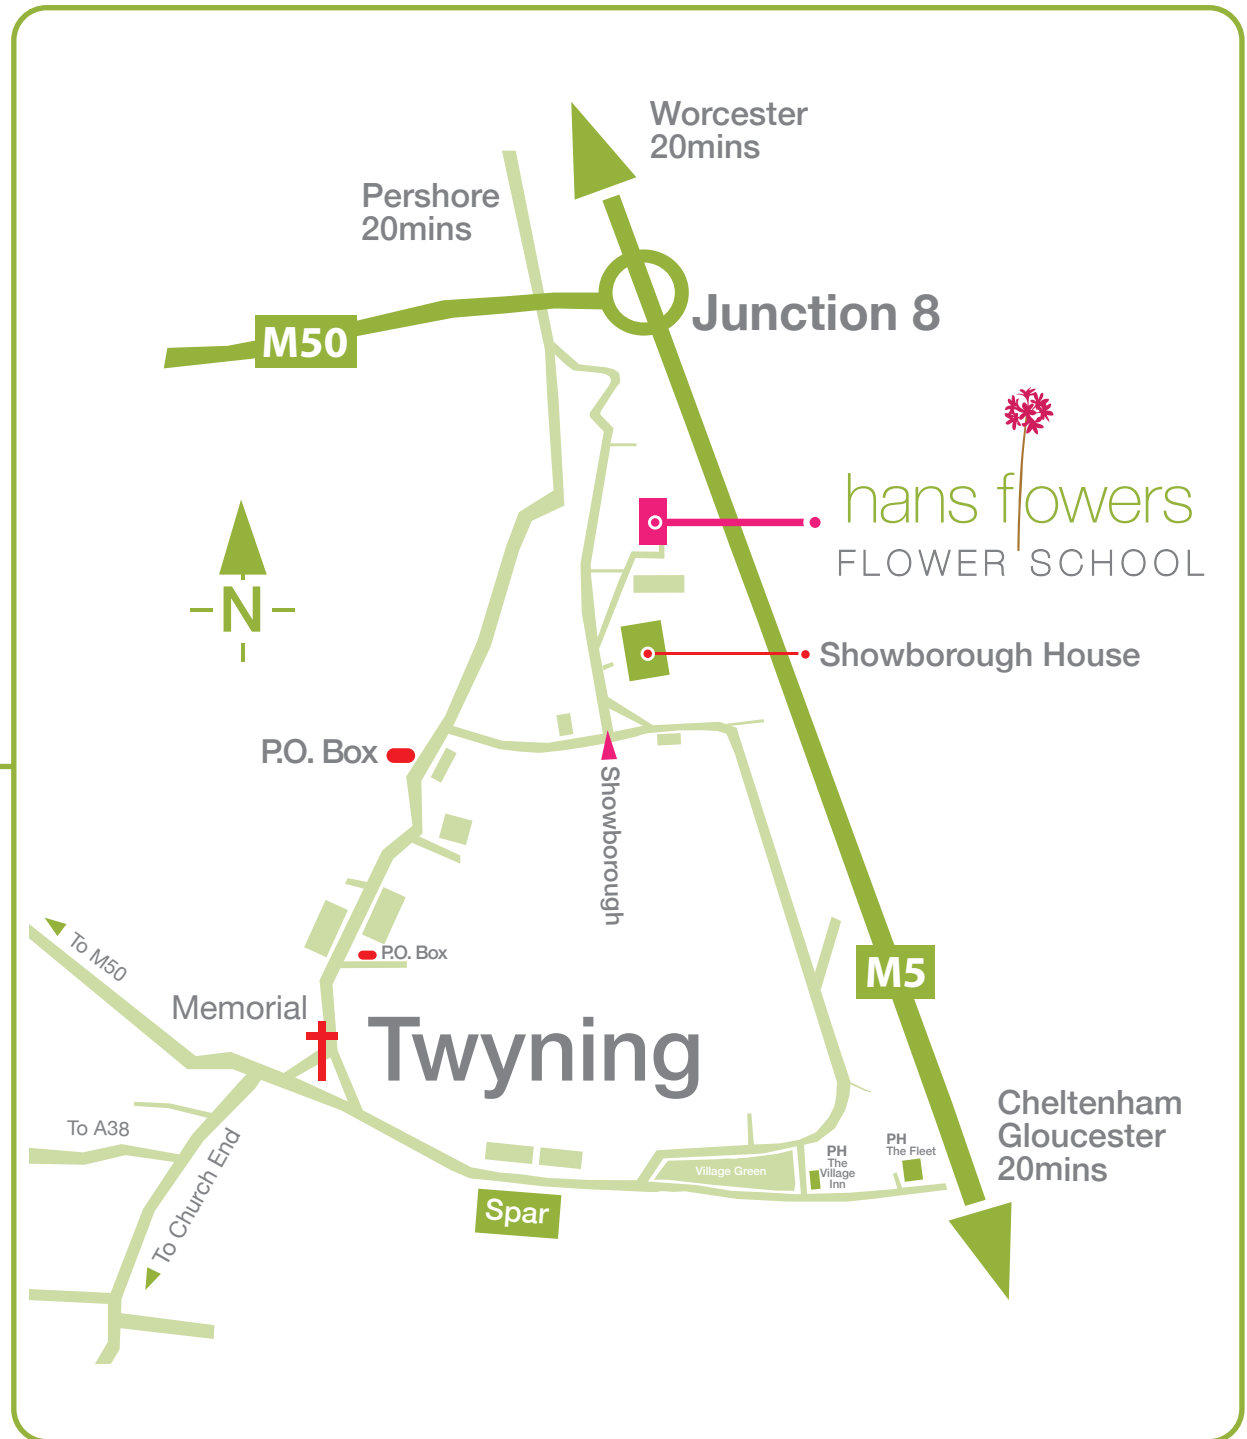 Worcester
20mins
Pershore
20mins
Junction 8
M50
hans flowers
FLOWER SCHOOL
N
Showborough House
P.O. Box
Showborough
To M50
P.O. Box
M5
Memorial
Twyning
Cheltenham
Gloucester
20mins
To A38
To Church End
PH
The Fleet
PH
The
Village
Inn
Village Green
Spar